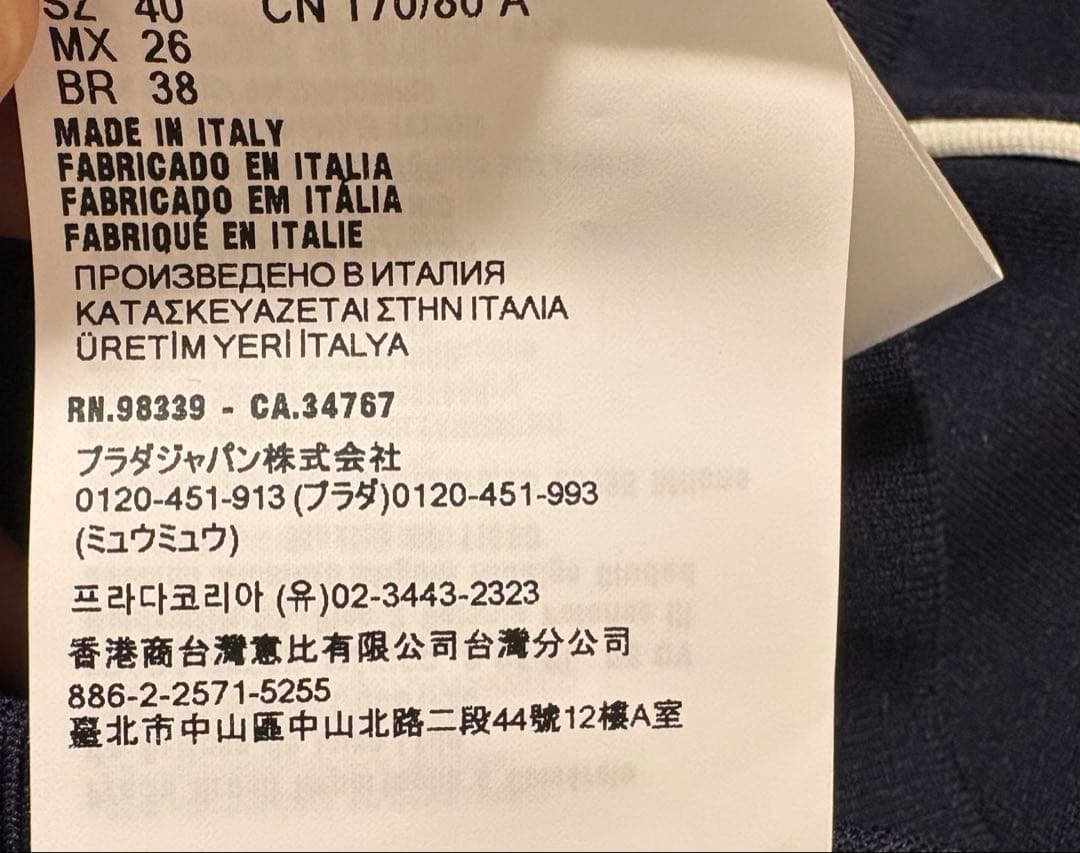 SZ 40 CN 170/80 A
MX 26
BR 38
MADE IN ITALY
FABRICADO EN ITALIA
FABRICADO EM ITÁLIA
FABRIQUÉ EN ITALIE
ПРОИЗВЕДЕНО В ИТАЛИЯ
ΚΑΤΑΣΚΕΥΑΖΕΤΑΙ ΣΤΗΝ ΙΤΑΛΙΑ
ÜRETİM YERİ İTALYA
RN.98339 - CA.34767
プラダジャパン株式会社
0120-451-913 (プラダ)0120-451-993
(ミュウミュウ)
프라다코리아 (유)02-3443-2323
香港商台灣意比有限公司台灣分公司
886-2-2571-5255
臺北市中山區中山北路二段44號12樓A室